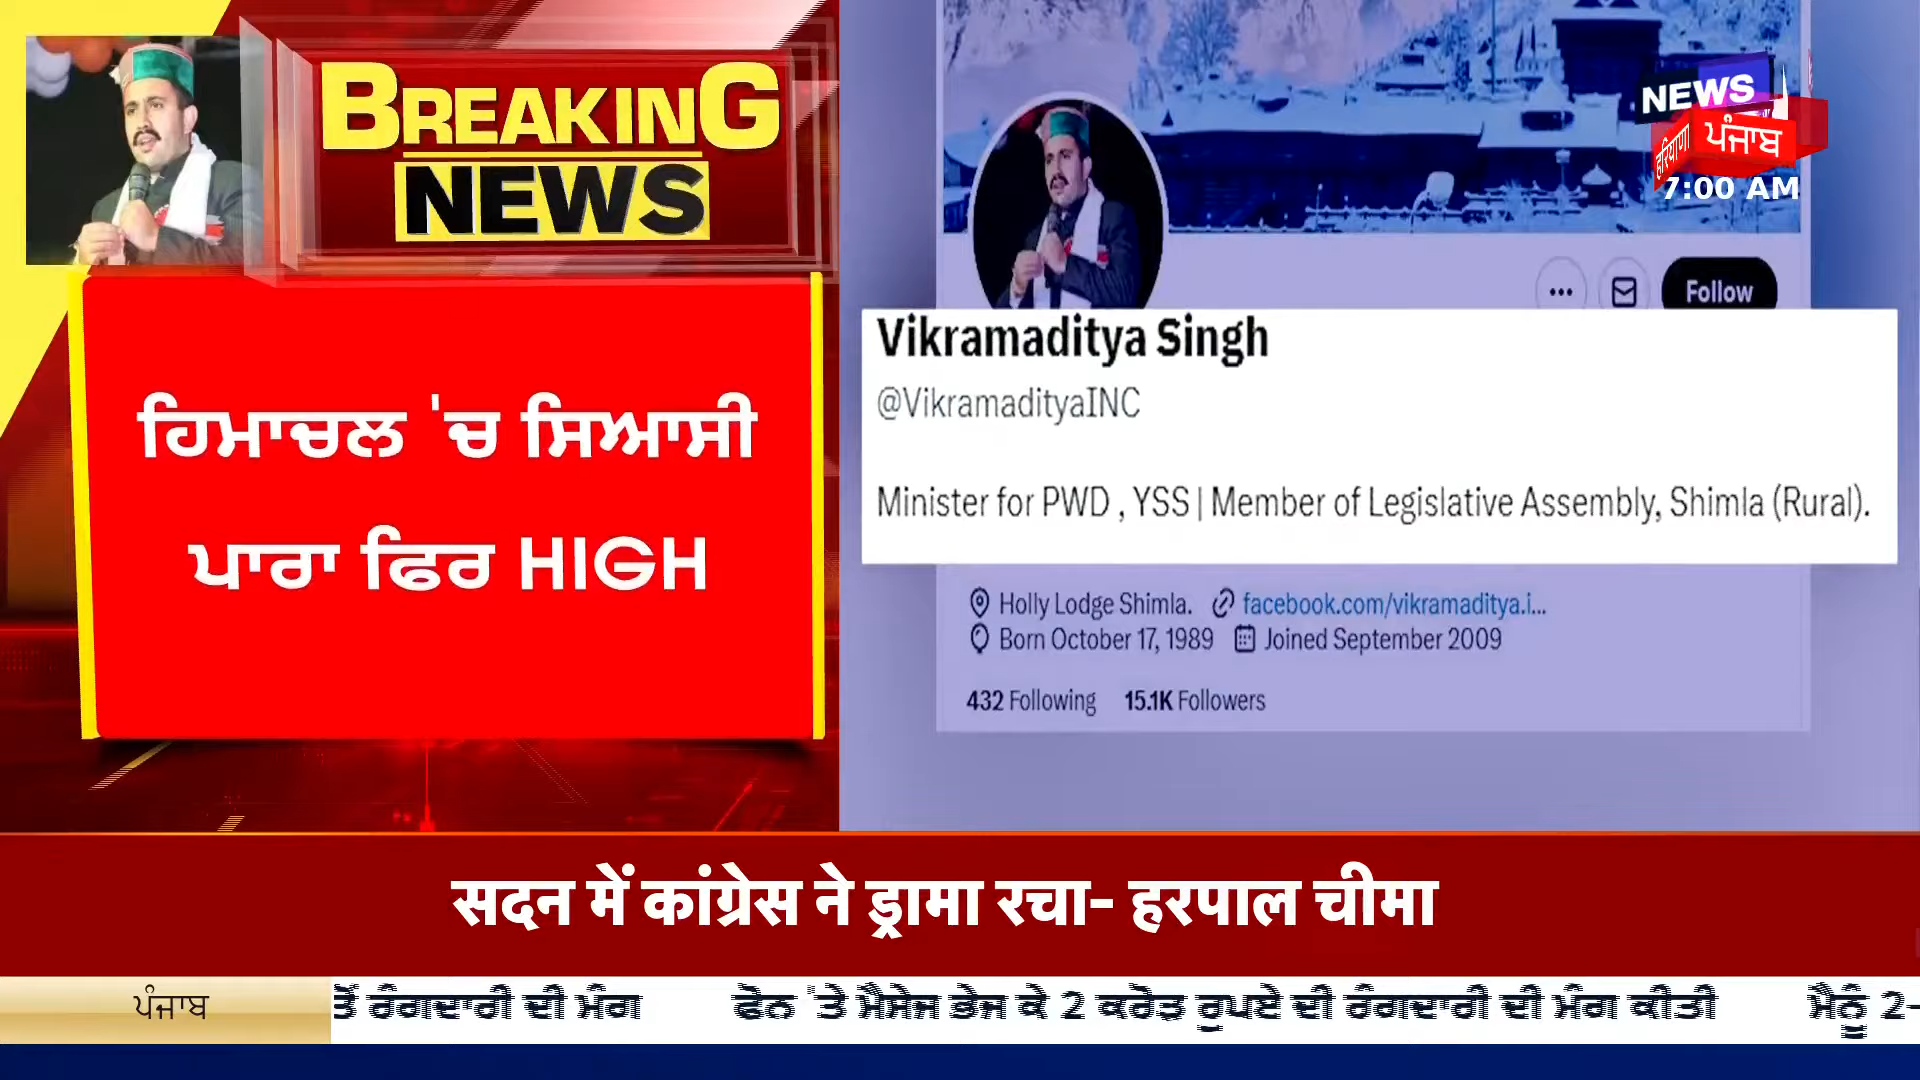 BREAKING
NEWS
ਹਿਮਾਚਲ 'ਚ ਸਿਆਸੀ
ਪਾਰਾ ਫਿਰ HIGH
NEWS
हरियाणा ਪੰਜਾਬ
7:00 AM
Follow
Vikramaditya Singh
@VikramadityaINC
Minister for PWD , YSS | Member of Legislative Assembly, Shimla (Rural).
Holly Lodge Shimla. facebook.com/vikramaditya.i...
Born October 17, 1989 Joined September 2009
432 Following 15.1K Followers
सदन में कांग्रेस ने ड्रामा रचा- हरपाल चीमा
ਪੰਜਾਬ
ਤੋਂ ਰੰਗਦਾਰੀ ਦੀ ਮੰਗ ਫੋਨ 'ਤੇ ਮੈਸੇਜ ਭੇਜ ਕੇ 2 ਕਰੋੜ ਰੁਪਏ ਦੀ ਰੰਗਦਾਰੀ ਦੀ ਮੰਗ ਕੀਤੀ ਮੈਨੂੰ 2-